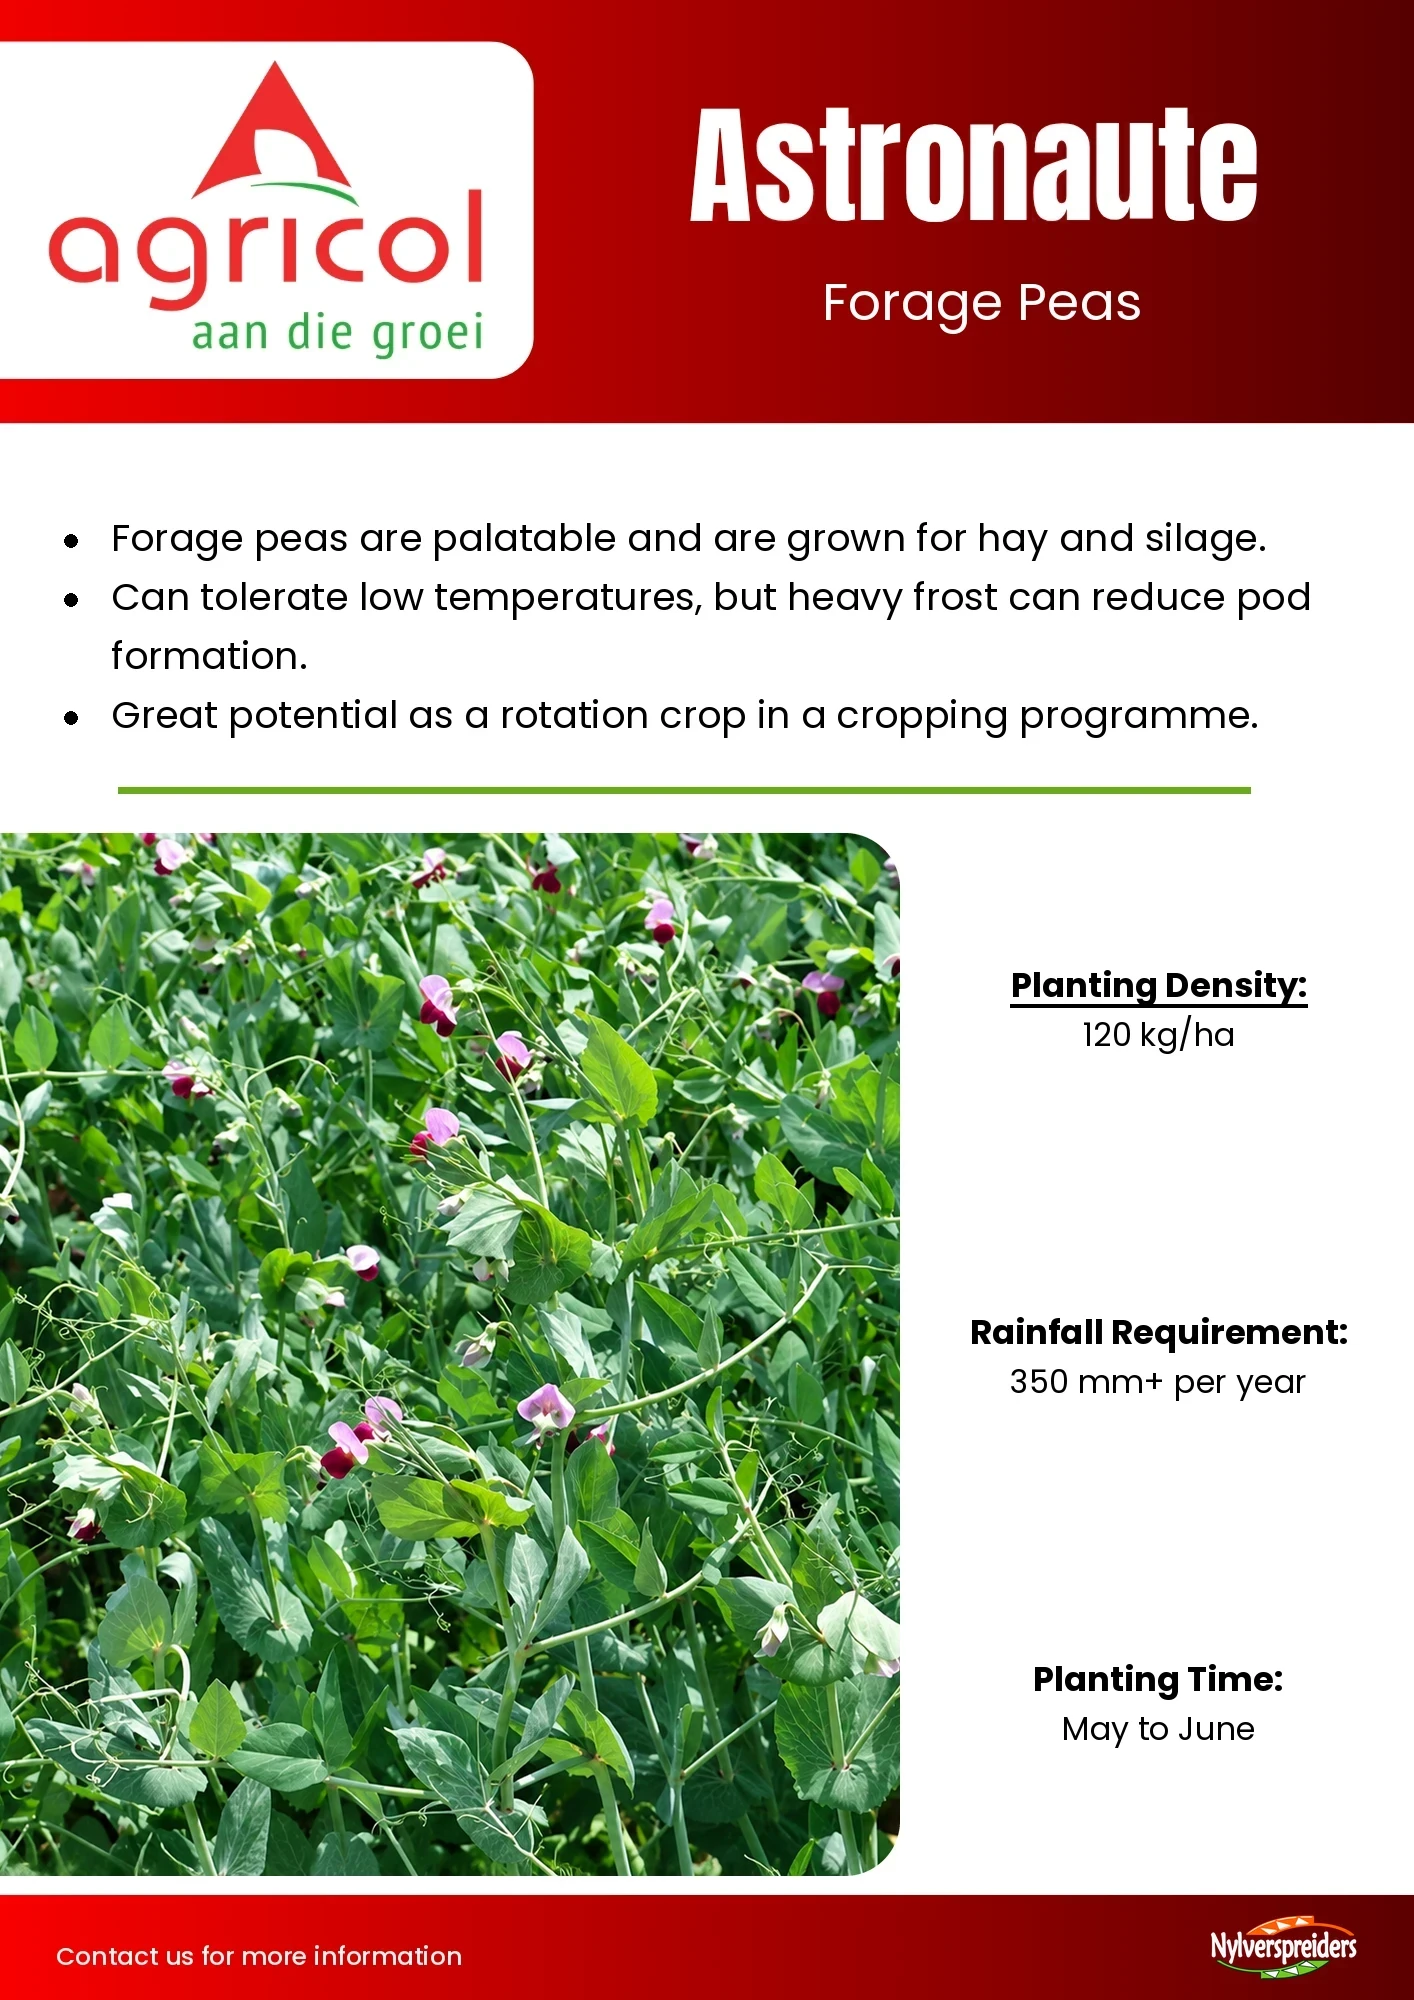 agricol
aan die groei
Astronaute
Forage Peas
• Forage peas are palatable and are grown for hay and silage.
• Can tolerate low temperatures, but heavy frost can reduce pod
formation.
• Great potential as a rotation crop in a cropping programme.
Planting Density:
120 kg/ha
Rainfall Requirement:
350 mm+ per year
Planting Time:
May to June
Contact us for more information
Nylverspreiders